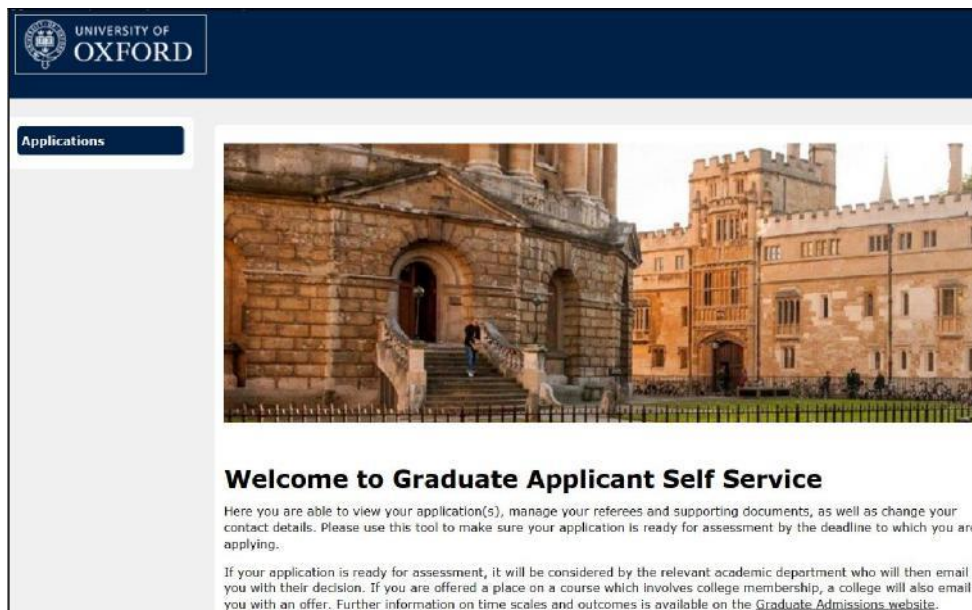 UNIVERSITY OF
OXFORD
Applications
Welcome to Graduate Applicant Self Service
Here you are able to view your application(s), manage your referees and supporting documents, as well as change your
contact details. Please use this tool to make sure your application is ready for assessment by the deadline to which you are
applying.
If your application is ready for assessment, it will be considered by the relevant academic department who will then email
you with their decision. If you are offered a place on a course which involves college membership, a college will also email
you with an offer. Further information on time scales and outcomes is available on the Graduate Admissions website.